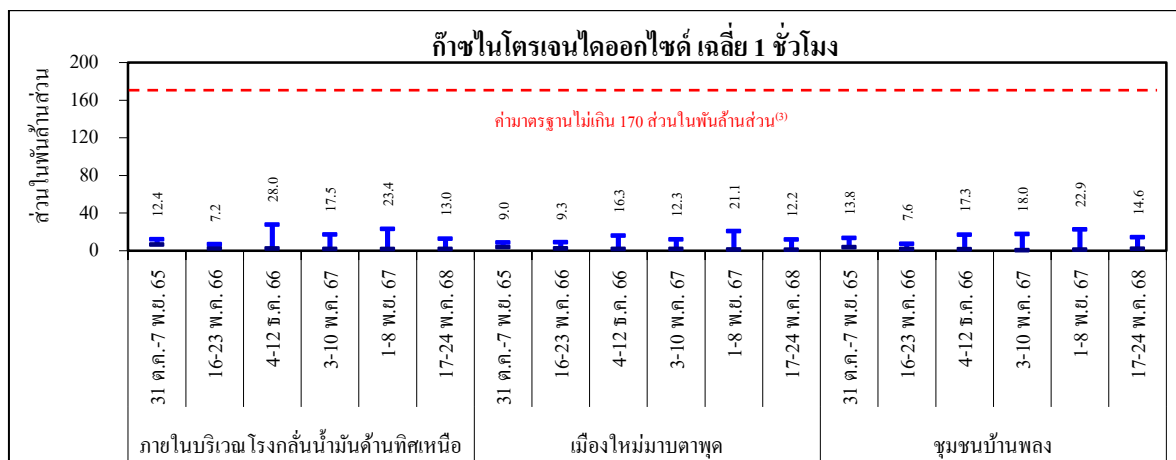 ก๊าซไนโตรเจนไดออกไซด์ เฉลี่ย 1 ชั่วโมง
ส่วนในพันล้านส่วน
200
160
120
80
40
0
ค่ามาตรฐานไม่เกิน 170 ส่วนในพันล้านส่วน(3)
12.4
7.2
28.0
17.5
23.4
13.0
9.0
9.3
16.3
12.3
21.1
12.2
13.8
7.6
17.3
18.0
22.9
14.6
31 ต.ค.-7 พ.ย. 65
16-23 พ.ค. 66
4-12 ธ.ค. 66
3-10 พ.ค. 67
1-8 พ.ย. 67
17-24 พ.ค. 68
31 ต.ค.-7 พ.ย. 65
16-23 พ.ค. 66
4-12 ธ.ค. 66
3-10 พ.ค. 67
1-8 พ.ย. 67
17-24 พ.ค. 68
31 ต.ค.-7 พ.ย. 65
16-23 พ.ค. 66
4-12 ธ.ค. 66
3-10 พ.ค. 67
1-8 พ.ย. 67
17-24 พ.ค. 68
ภายในบริเวณโรงกลั่นน้ำมันด้านทิศเหนือ
เมืองใหม่มาบตาพุด
ชุมชนบ้านพลง